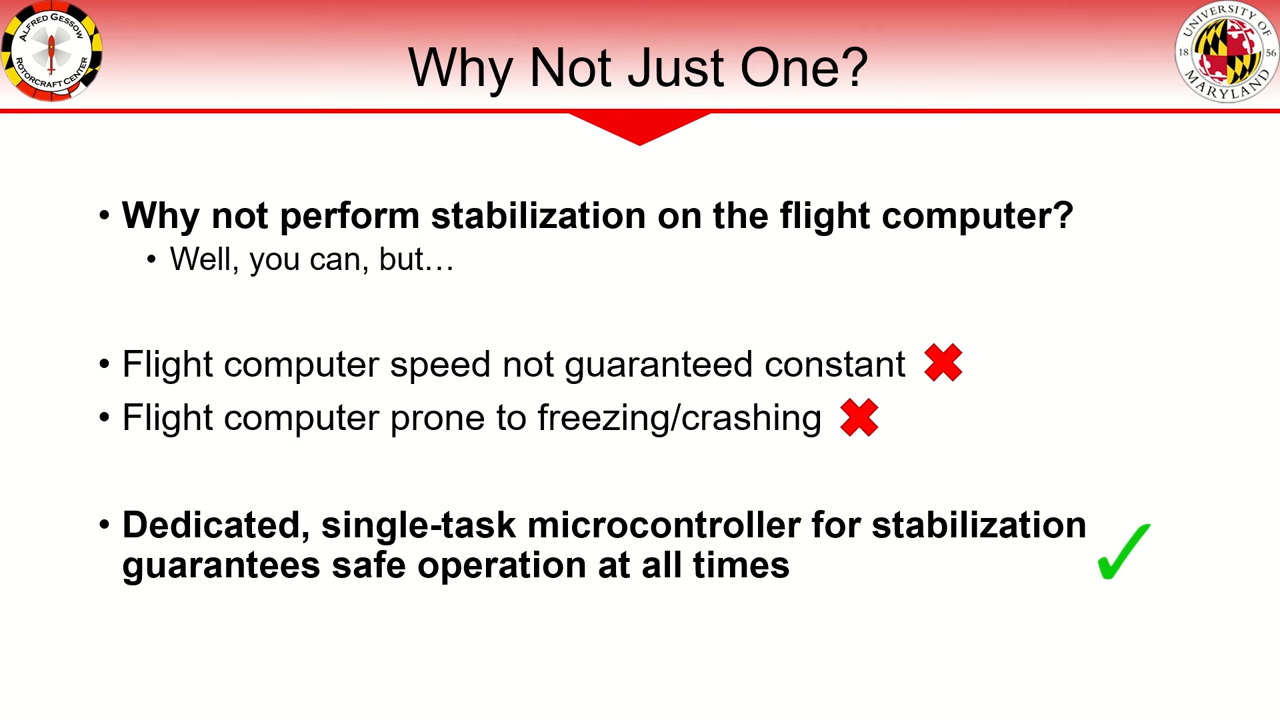 ALFRED GESSOW
ROTORCRAFT CENTER
Why Not Just One?
UNIVERSITY OF
18 56
MARYLAND
• Why not perform stabilization on the flight computer?
• Well, you can, but…
• Flight computer speed not guaranteed constant
• Flight computer prone to freezing/crashing
• Dedicated, single-task microcontroller for stabilization
guarantees safe operation at all times